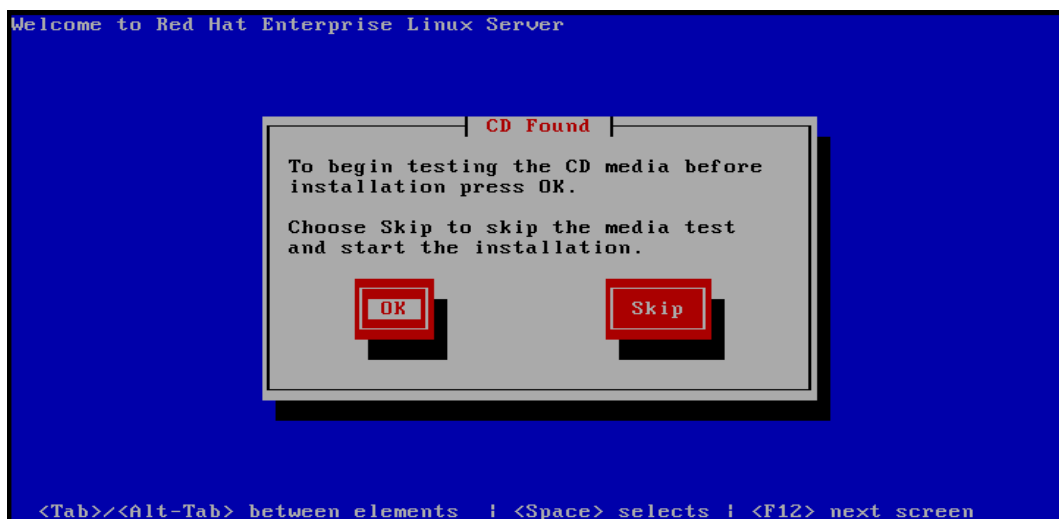 Welcome to Red Hat Enterprise Linux Server
CD Found
To begin testing the CD media before
installation press OK.
Choose Skip to skip the media test
and start the installation.
OK Skip
<Tab>/<Alt-Tab> between elements | <Space> selects | <F12> next screen